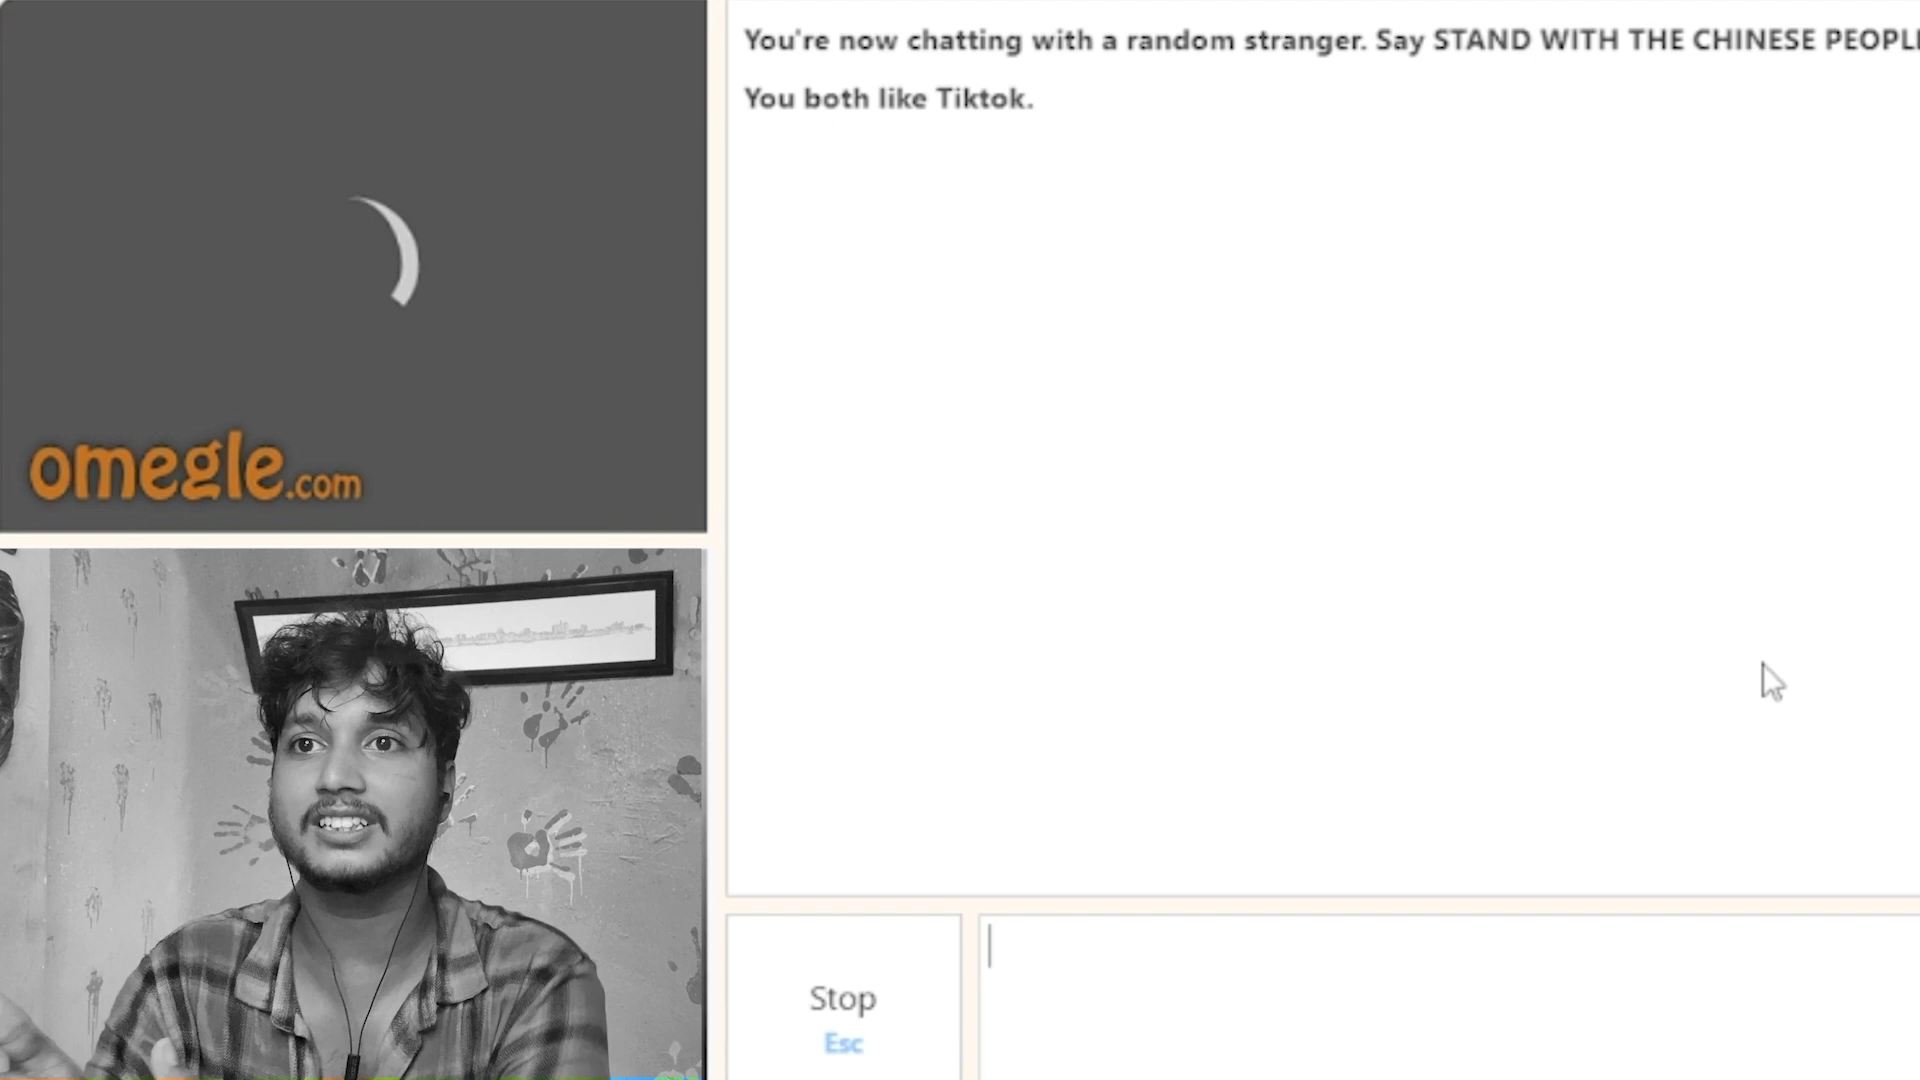 You're now chatting with a random stranger. Say STAND WITH THE CHINESE
You both like Tiktok.
omegle.com
Stop
Esc